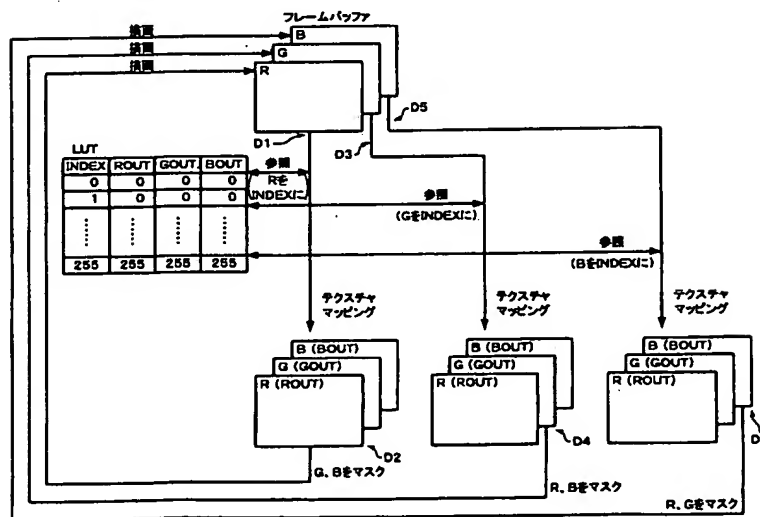 フレームバッファ
描画
B
描画
G
描画
R
D5
D1
D3
LUT
INDEX ROUT GOUT BOUT
0 0 0 0
1 0 0 0
255 255 255 255
参照
(RをINDEXに)
参照
(GをINDEXに)
参照
(BをINDEXに)
テクスチャマッピング
テクスチャマッピング
テクスチャマッピング
B (BOUT)
G (GOUT)
R (ROUT)
D2
B (BOUT)
G (GOUT)
R (ROUT)
D4
B (BOUT)
G (GOUT)
R (ROUT)
G、Bをマスク
R、Bをマスク
R、Gをマスク